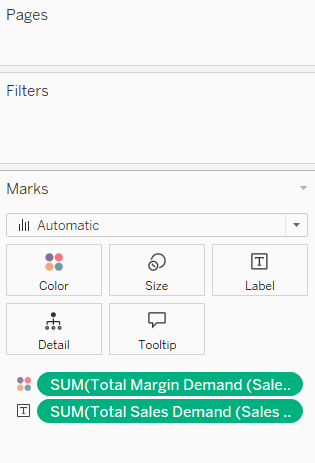 Pages
Filters
Marks
Automatic
Color
Size
Label
Detail
Tooltip
SUM(Total Margin Demand (Sale..
SUM(Total Sales Demand (Sales ..